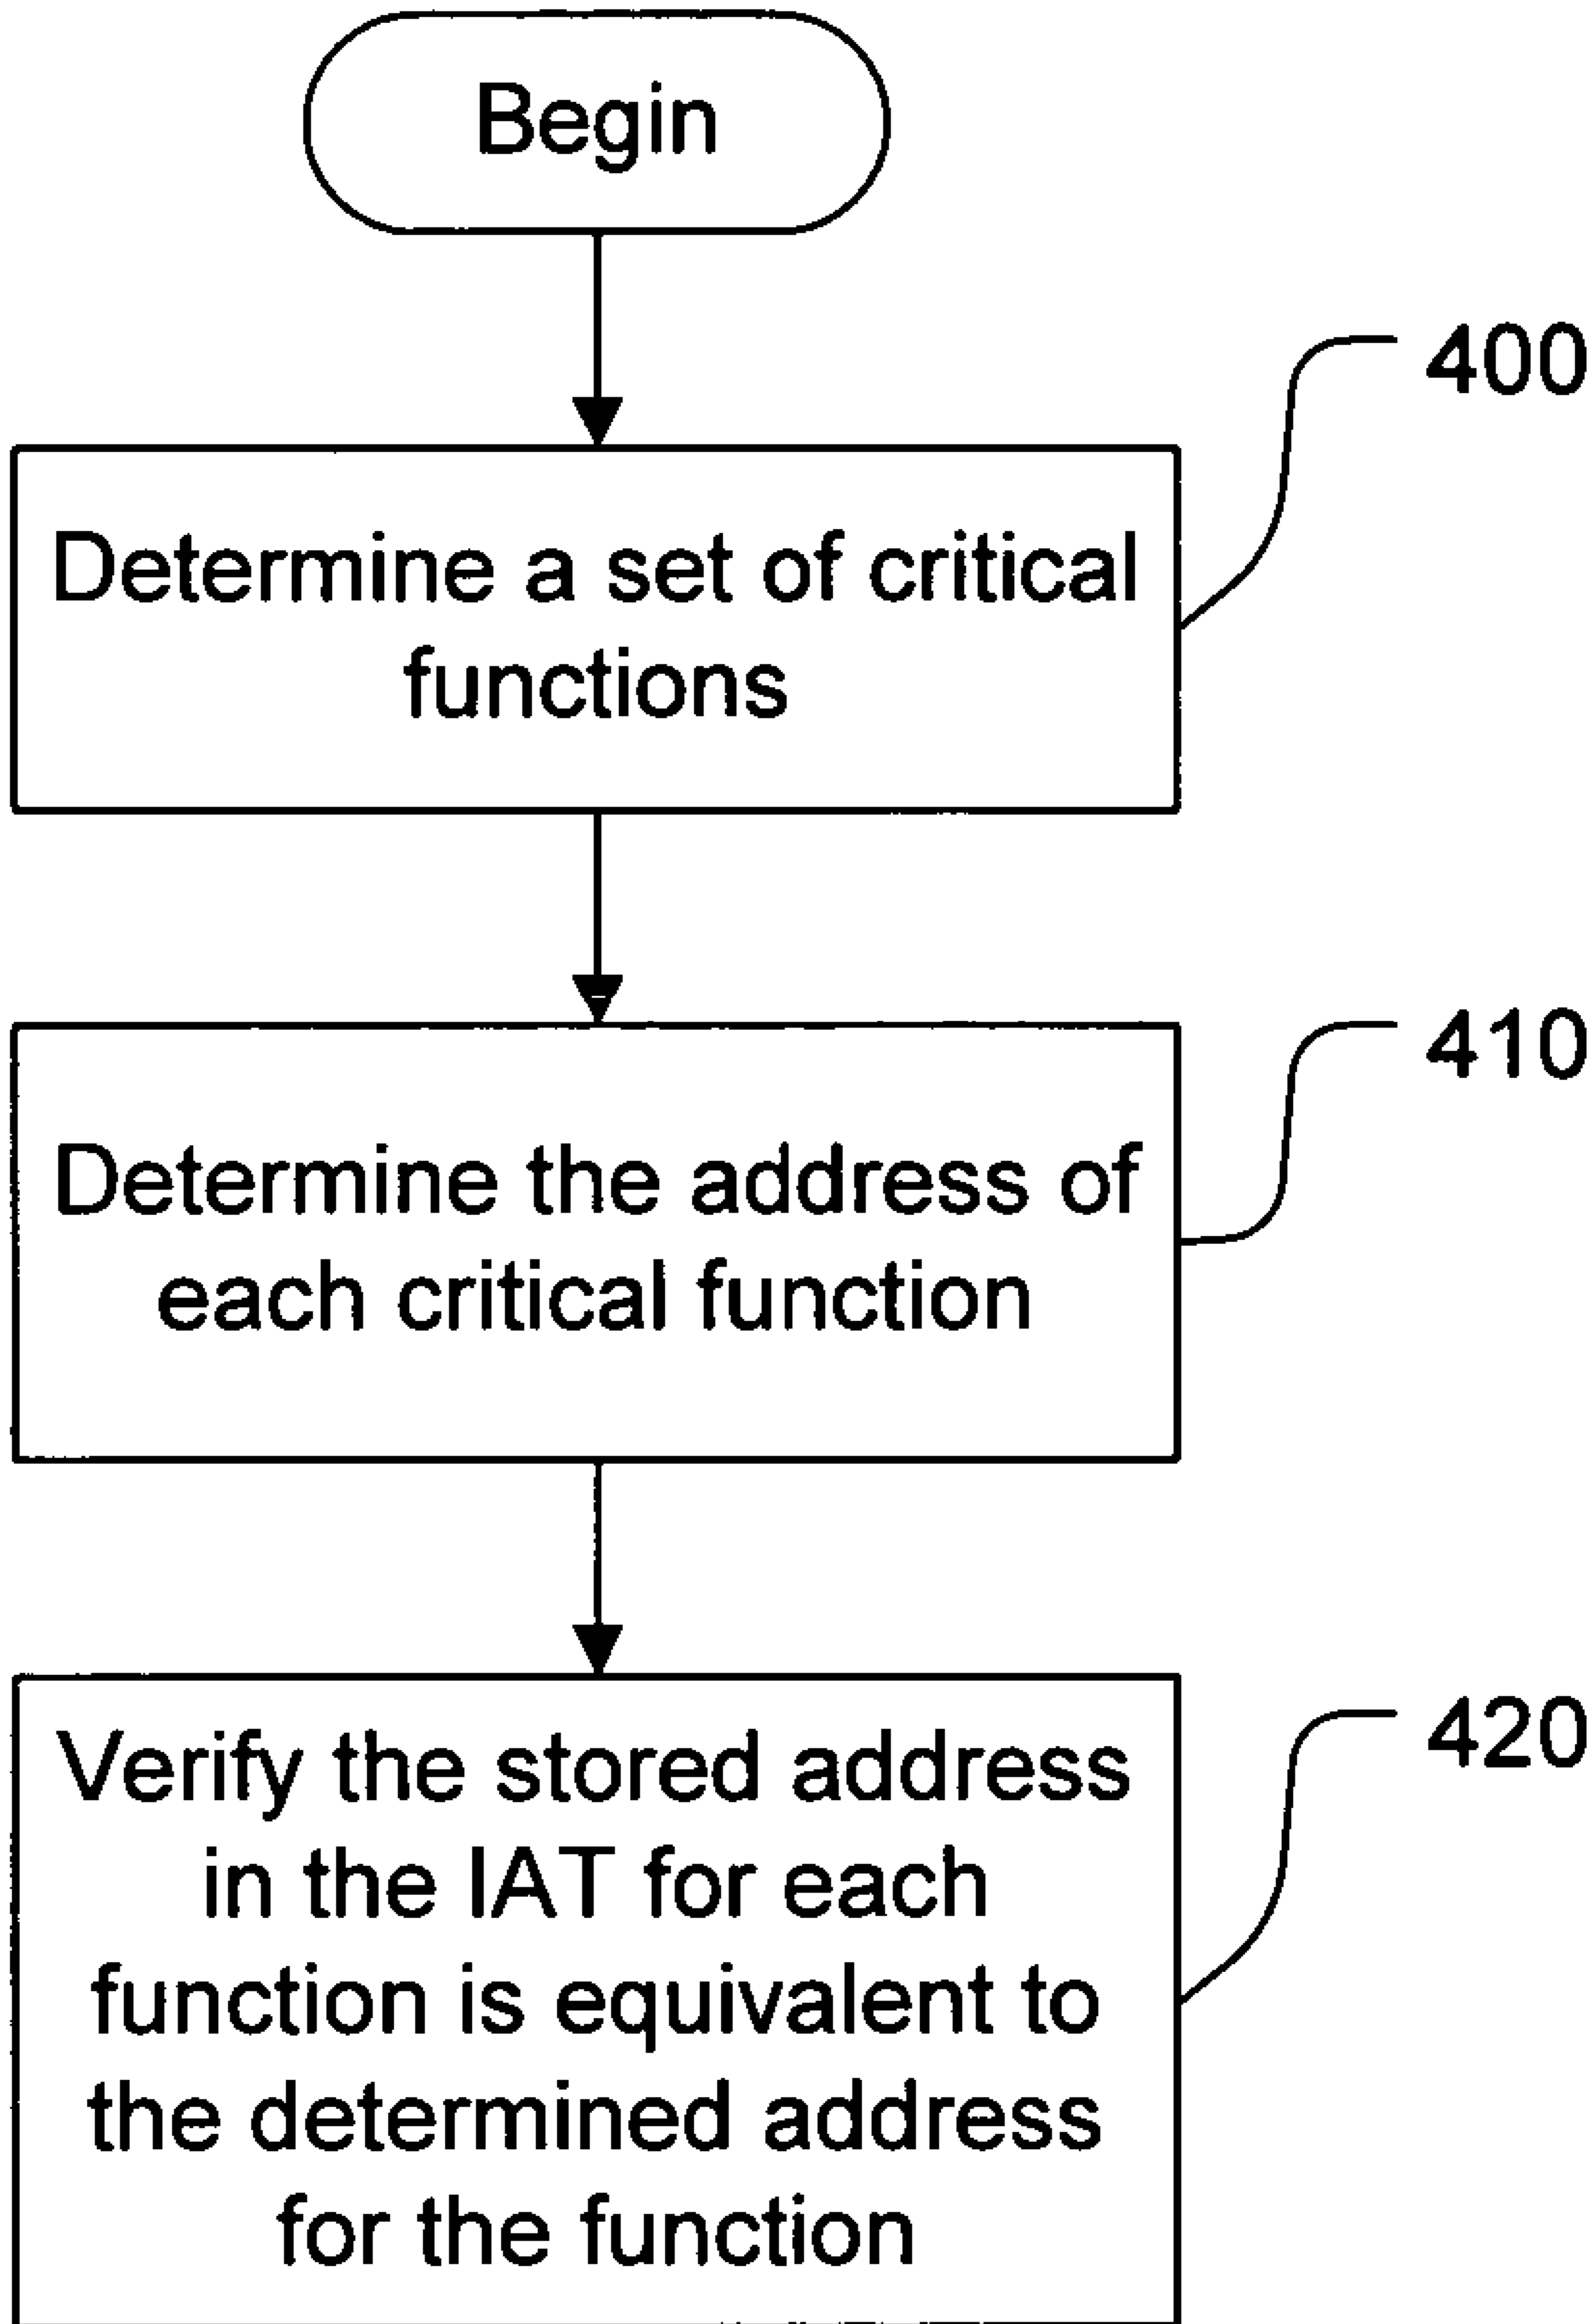 Begin
400
Determine a set of critical
functions
410
Determine the address of
each critical function
420
Verify the stored address
in the IAT for each
function is equivalent to
the determined address
for the function